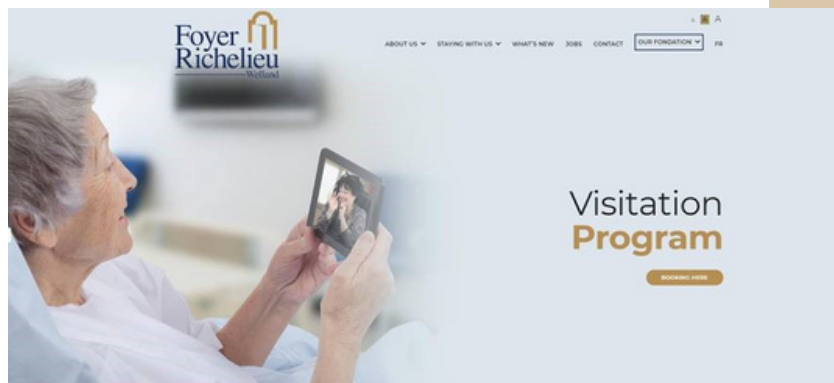 Foyer
Richelieu
Welland
A A A
ABOUT US STAYING WITH US WHAT'S NEW JOBS CONTACT OUR FONDATION FR
Visitation
Program
BOOKING HERE